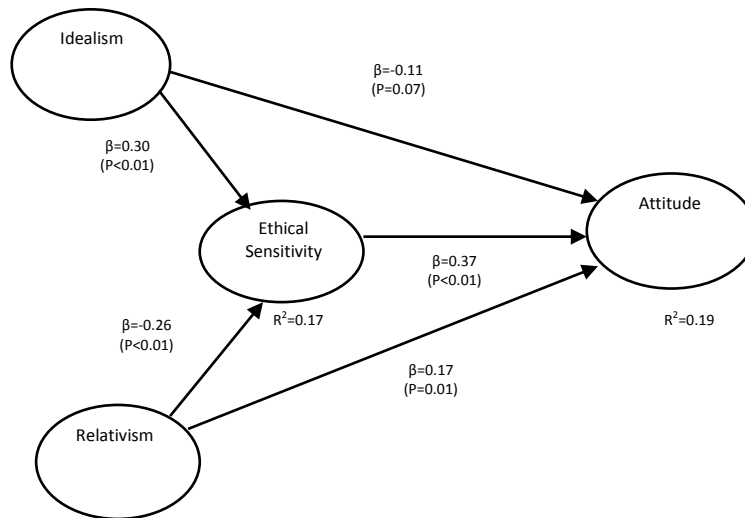 Idealism
β=-0.11
(P=0.07)
β=0.30
(P<0.01)
Attitude
Ethical
Sensitivity
β=0.37
(P<0.01)
R²=0.17
R²=0.19
β=-0.26
(P<0.01)
β=0.17
(P=0.01)
Relativism